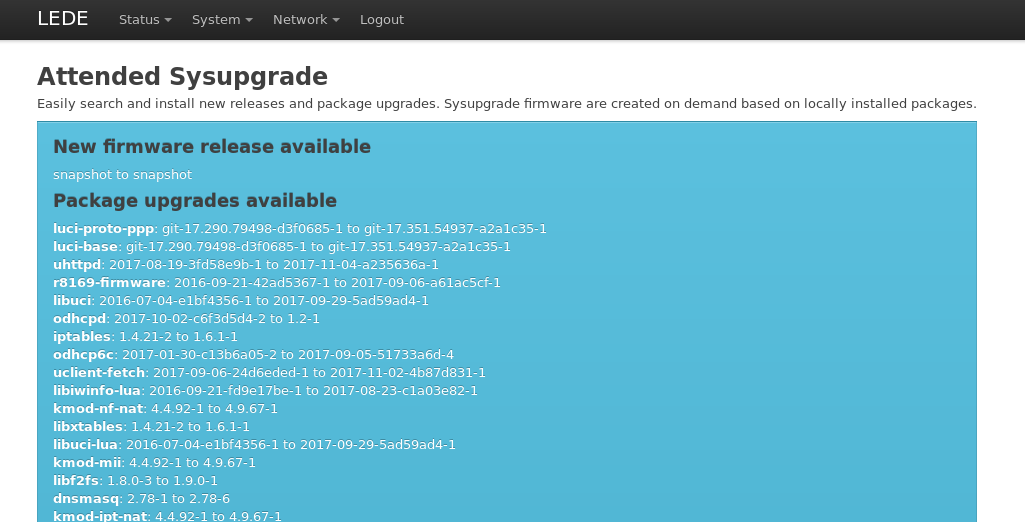 LEDE Status System Network Logout
Attended Sysupgrade
Easily search and install new releases and package upgrades. Sysupgrade firmware are created on demand based on locally installed packages.
New firmware release available
snapshot to snapshot
Package upgrades available
luci-proto-ppp: git-17.290.79498-d3f0685-1 to git-17.351.54937-a2a1c35-1
luci-base: git-17.290.79498-d3f0685-1 to git-17.351.54937-a2a1c35-1
uhttpd: 2017-08-19-3fd58e9b-1 to 2017-11-04-a235636a-1
r8169-firmware: 2016-09-21-42ad5367-1 to 2017-09-06-a61ac5cf-1
libuci: 2016-07-04-e1bf4356-1 to 2017-09-29-5ad59ad4-1
odhcpd: 2017-10-02-c6f3d5d4-2 to 1.2-1
iptables: 1.4.21-2 to 1.6.1-1
odhcp6c: 2017-01-30-c13b6a05-2 to 2017-09-05-51733a6d-4
uclient-fetch: 2017-09-06-24d6eded-1 to 2017-11-02-4b87d831-1
libiwinfo-lua: 2016-09-21-fd9e17be-1 to 2017-08-23-c1a03e82-1
kmod-nf-nat: 4.4.92-1 to 4.9.67-1
libxtables: 1.4.21-2 to 1.6.1-1
libuci-lua: 2016-07-04-e1bf4356-1 to 2017-09-29-5ad59ad4-1
kmod-mii: 4.4.92-1 to 4.9.67-1
libf2fs: 1.8.0-3 to 1.9.0-1
dnsmasq: 2.78-1 to 2.78-6
kmod-ipt-nat: 4.4.92-1 to 4.9.67-1